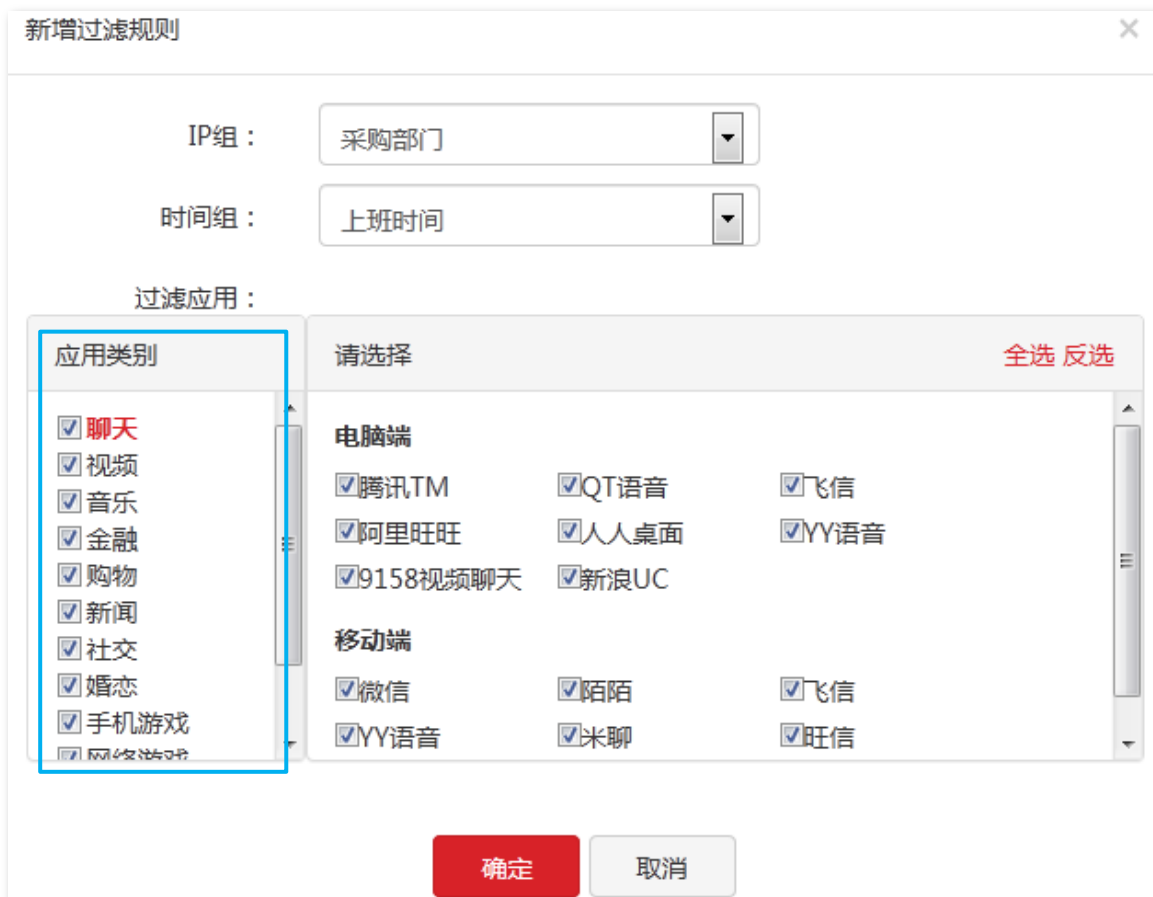 新增过滤规则
IP组：
采购部门
时间组：
上班时间
过滤应用：
应用类别
聊天
视频
音乐
金融
购物
新闻
社交
婚恋
手机游戏
网络游戏
请选择
全选 反选
电脑端
腾讯TM QT语音 飞信
阿里旺旺 人人桌面 YY语音
9158视频聊天 新浪UC
移动端
微信 陌陌 飞信
YY语音 米聊 旺信
确定
取消